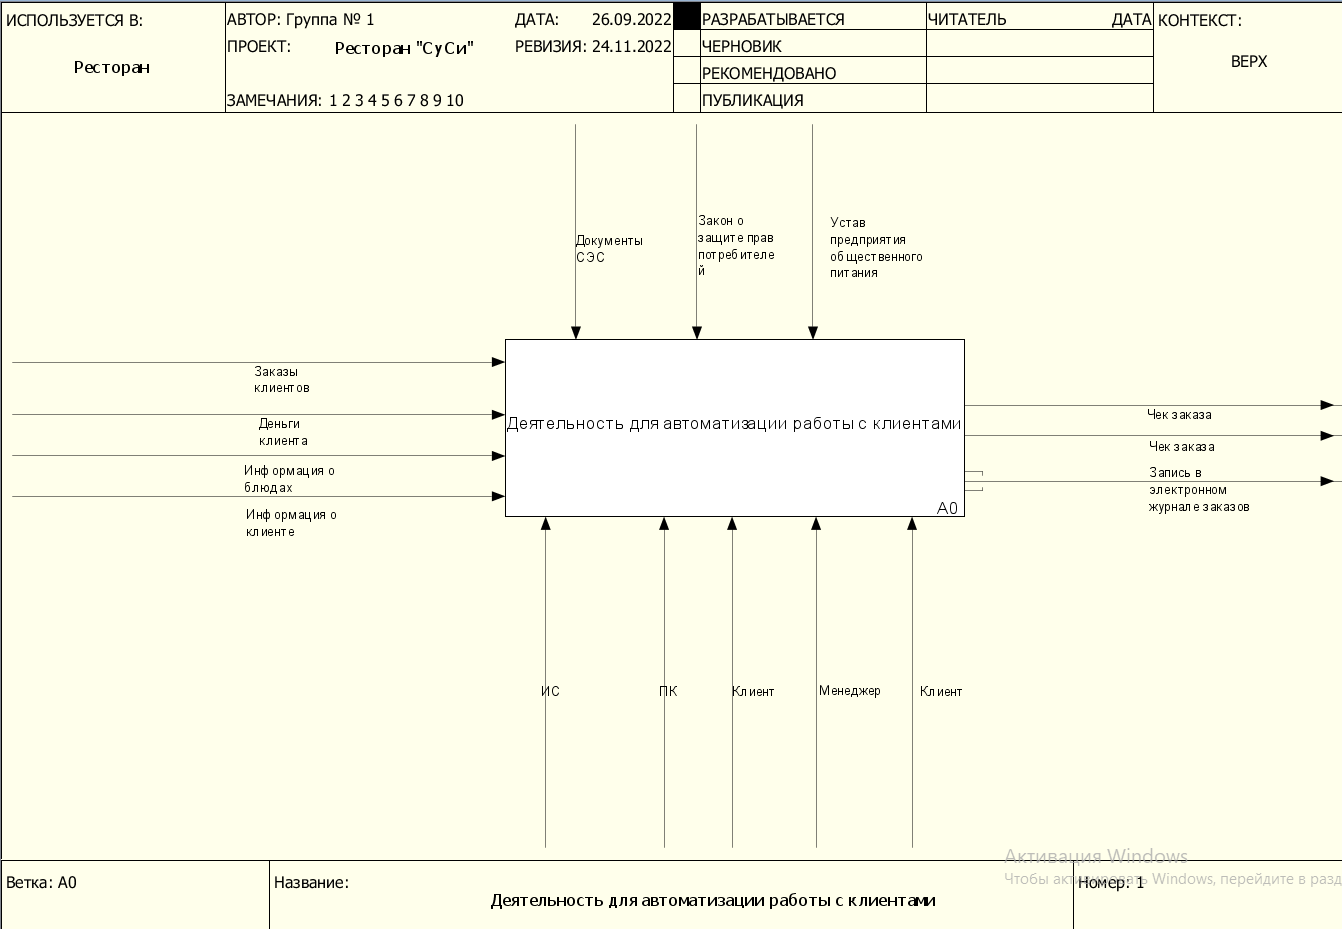 ИСПОЛЬЗУЕТСЯ В:
Ресторан
АВТОР: Группа № 1
ДАТА: 26.09.2022
ПРОЕКТ: Ресторан "СуСи"
РЕВИЗИЯ: 24.11.2022
ЗАМЕЧАНИЯ: 1 2 3 4 5 6 7 8 9 10
РАЗРАБАТЫВАЕТСЯ
ЧЕРНОВИК
РЕКОМЕНДОВАНО
ПУБЛИКАЦИЯ
ЧИТАТЕЛЬ ДАТА
КОНТЕКСТ:
ВЕРХ
Документы
СЭС
Закон о
защите прав
потребителе
й
Устав
предприятия
общественного
питания
Заказы
клиентов
Деньги
клиента
Информация о
блюдах
Информация о
клиенте
Деятельность для автоматизации работы с клиентами
A0
Чек заказа
Чек заказа
Запись в
электронном
журнале заказов
ИС
ПК
Клиент
Менеджер
Клиент
Активация Windows
Чтобы активировать Windows, перейдите в разд
Ветка: A0
Название:
Деятельность для автоматизации работы с клиентами
Номер: 1